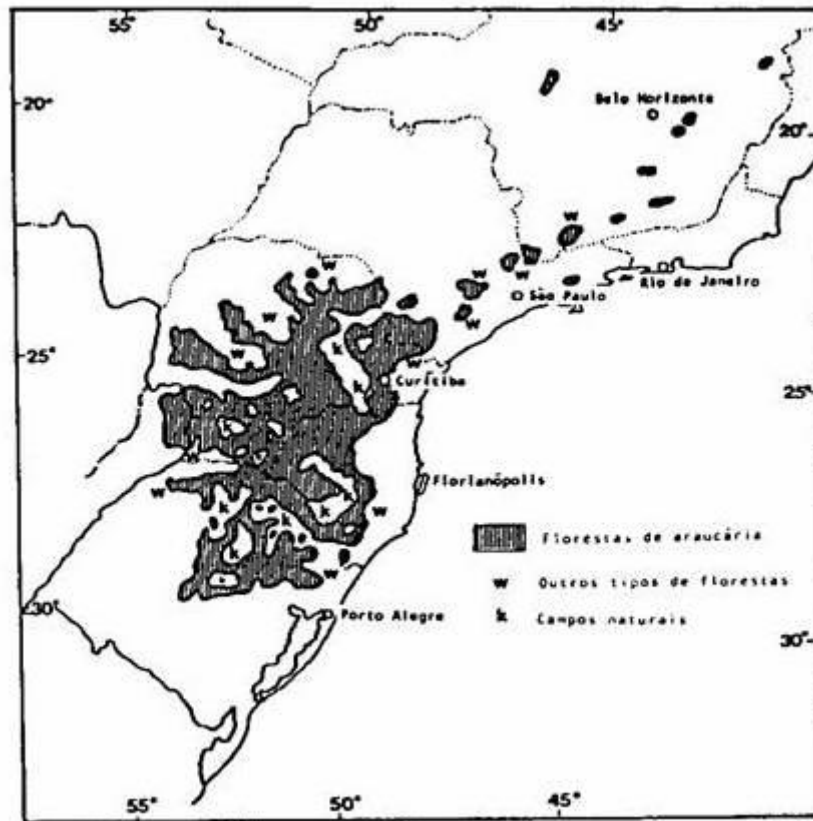 55°
50°
45°
20°
Belo Horizonte
20°
w
w
w
w
Rio de Janeiro
São Paulo
w
w
25°
k
w
w
Curitiba
k
25°
k
w
w
Florianópolis
k
w
k
k
k
w
k
Florestas de araucária
w
w Outros tipos de florestas
30°
Porto Alegre
k Campos naturais
30°
55°
50°
45°